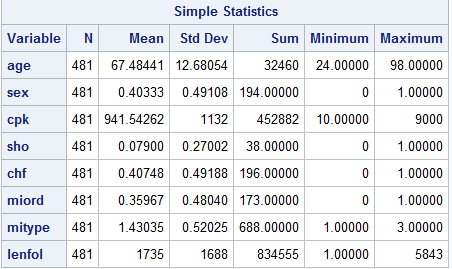 Simple Statistics
Variable N Mean Std Dev Sum Minimum Maximum
age 481 67.48441 12.68054 32460 24.00000 98.00000
sex 481 0.40333 0.49108 194.00000 0 1.00000
cpk 481 941.54262 1132 452882 10.00000 9000
sho 481 0.07900 0.27002 38.00000 0 1.00000
chf 481 0.40748 0.49188 196.00000 0 1.00000
miord 481 0.35967 0.48040 173.00000 0 1.00000
mitype 481 1.43035 0.52025 688.00000 1.00000 3.00000
lenfol 481 1735 1688 834555 1.00000 5843